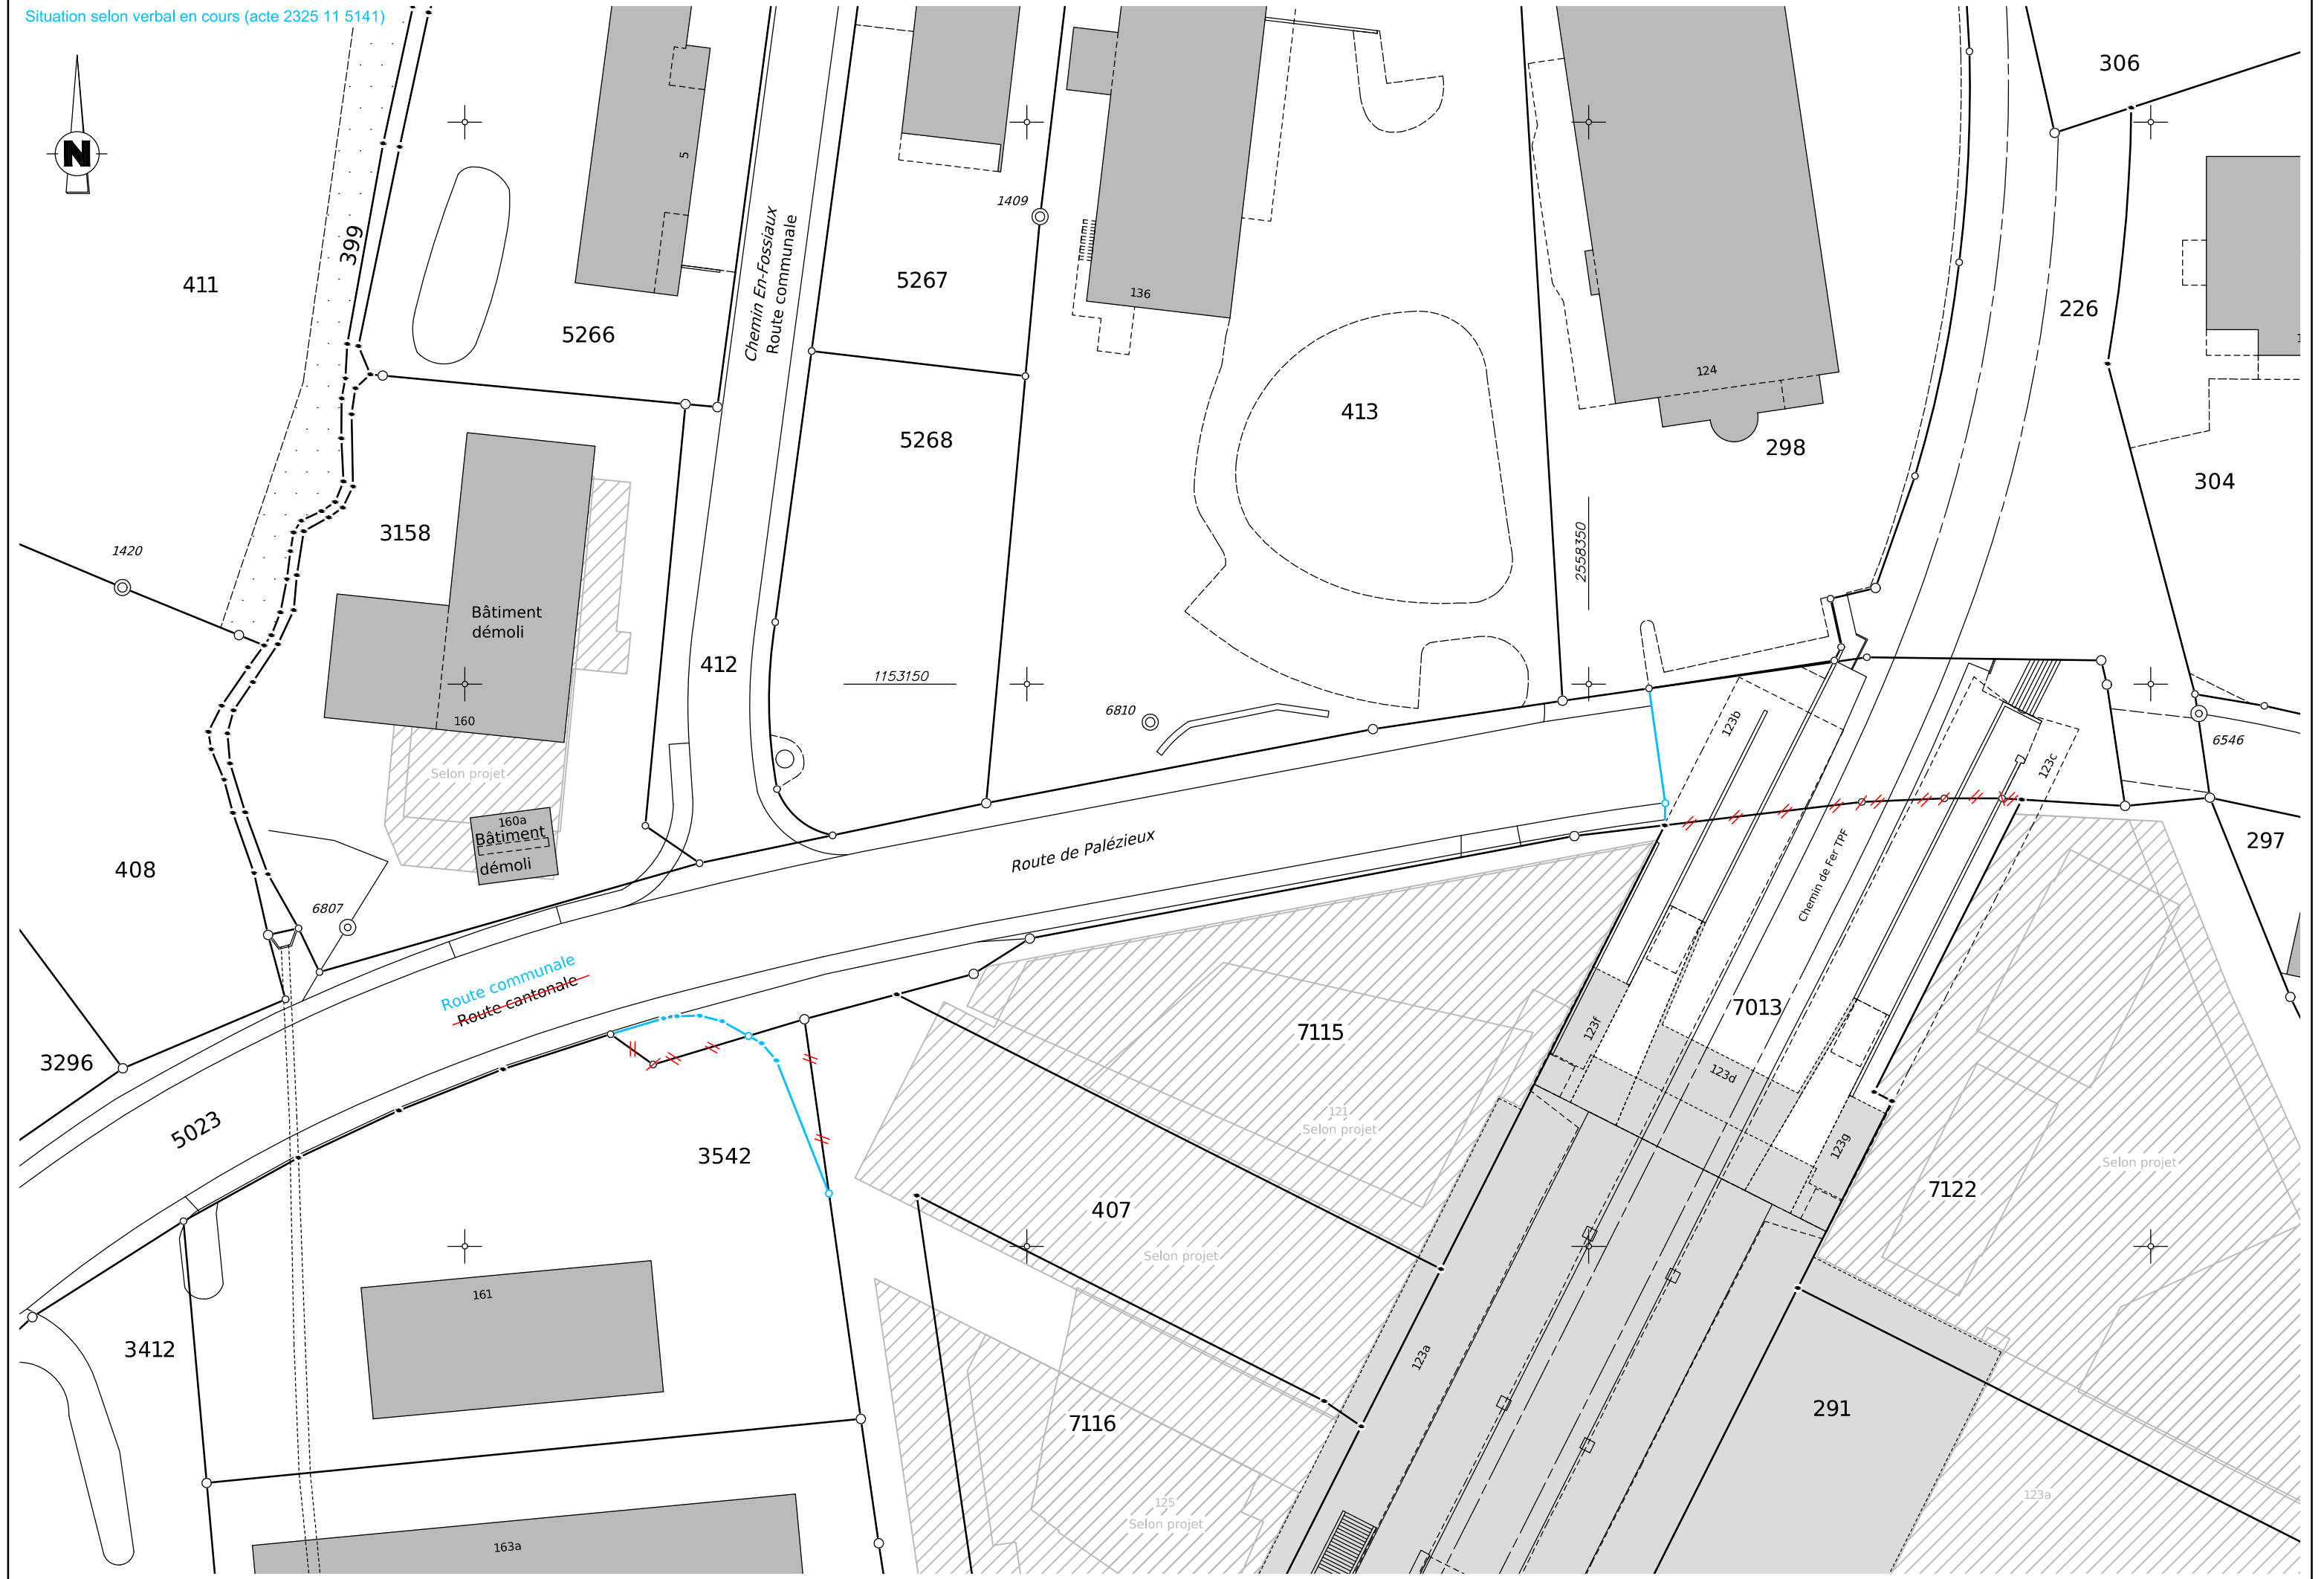 Situation selon verbal en cours (acte 2325 11 5141)
N
306
5
399
1409
411
5267
Chemin En-Fossiaux
Route communale
136
226
5266
124
413
5268
298
304
3158
1420
2558350
Bâtiment
démoli
412
1153150
160
6810
123b
6546
123c
Selon projet
160a
Bâtiment
démoli
297
Route de Palézieux
408
Chemin de Fer TPF
6807
Route communale
Route cantonale
7013
7115
123f
3296
123d
5023
121
Selon projet
3542
123g
Selon projet
7122
407
Selon projet
161
3412
123a
291
7116
125
Selon projet
123a
163a